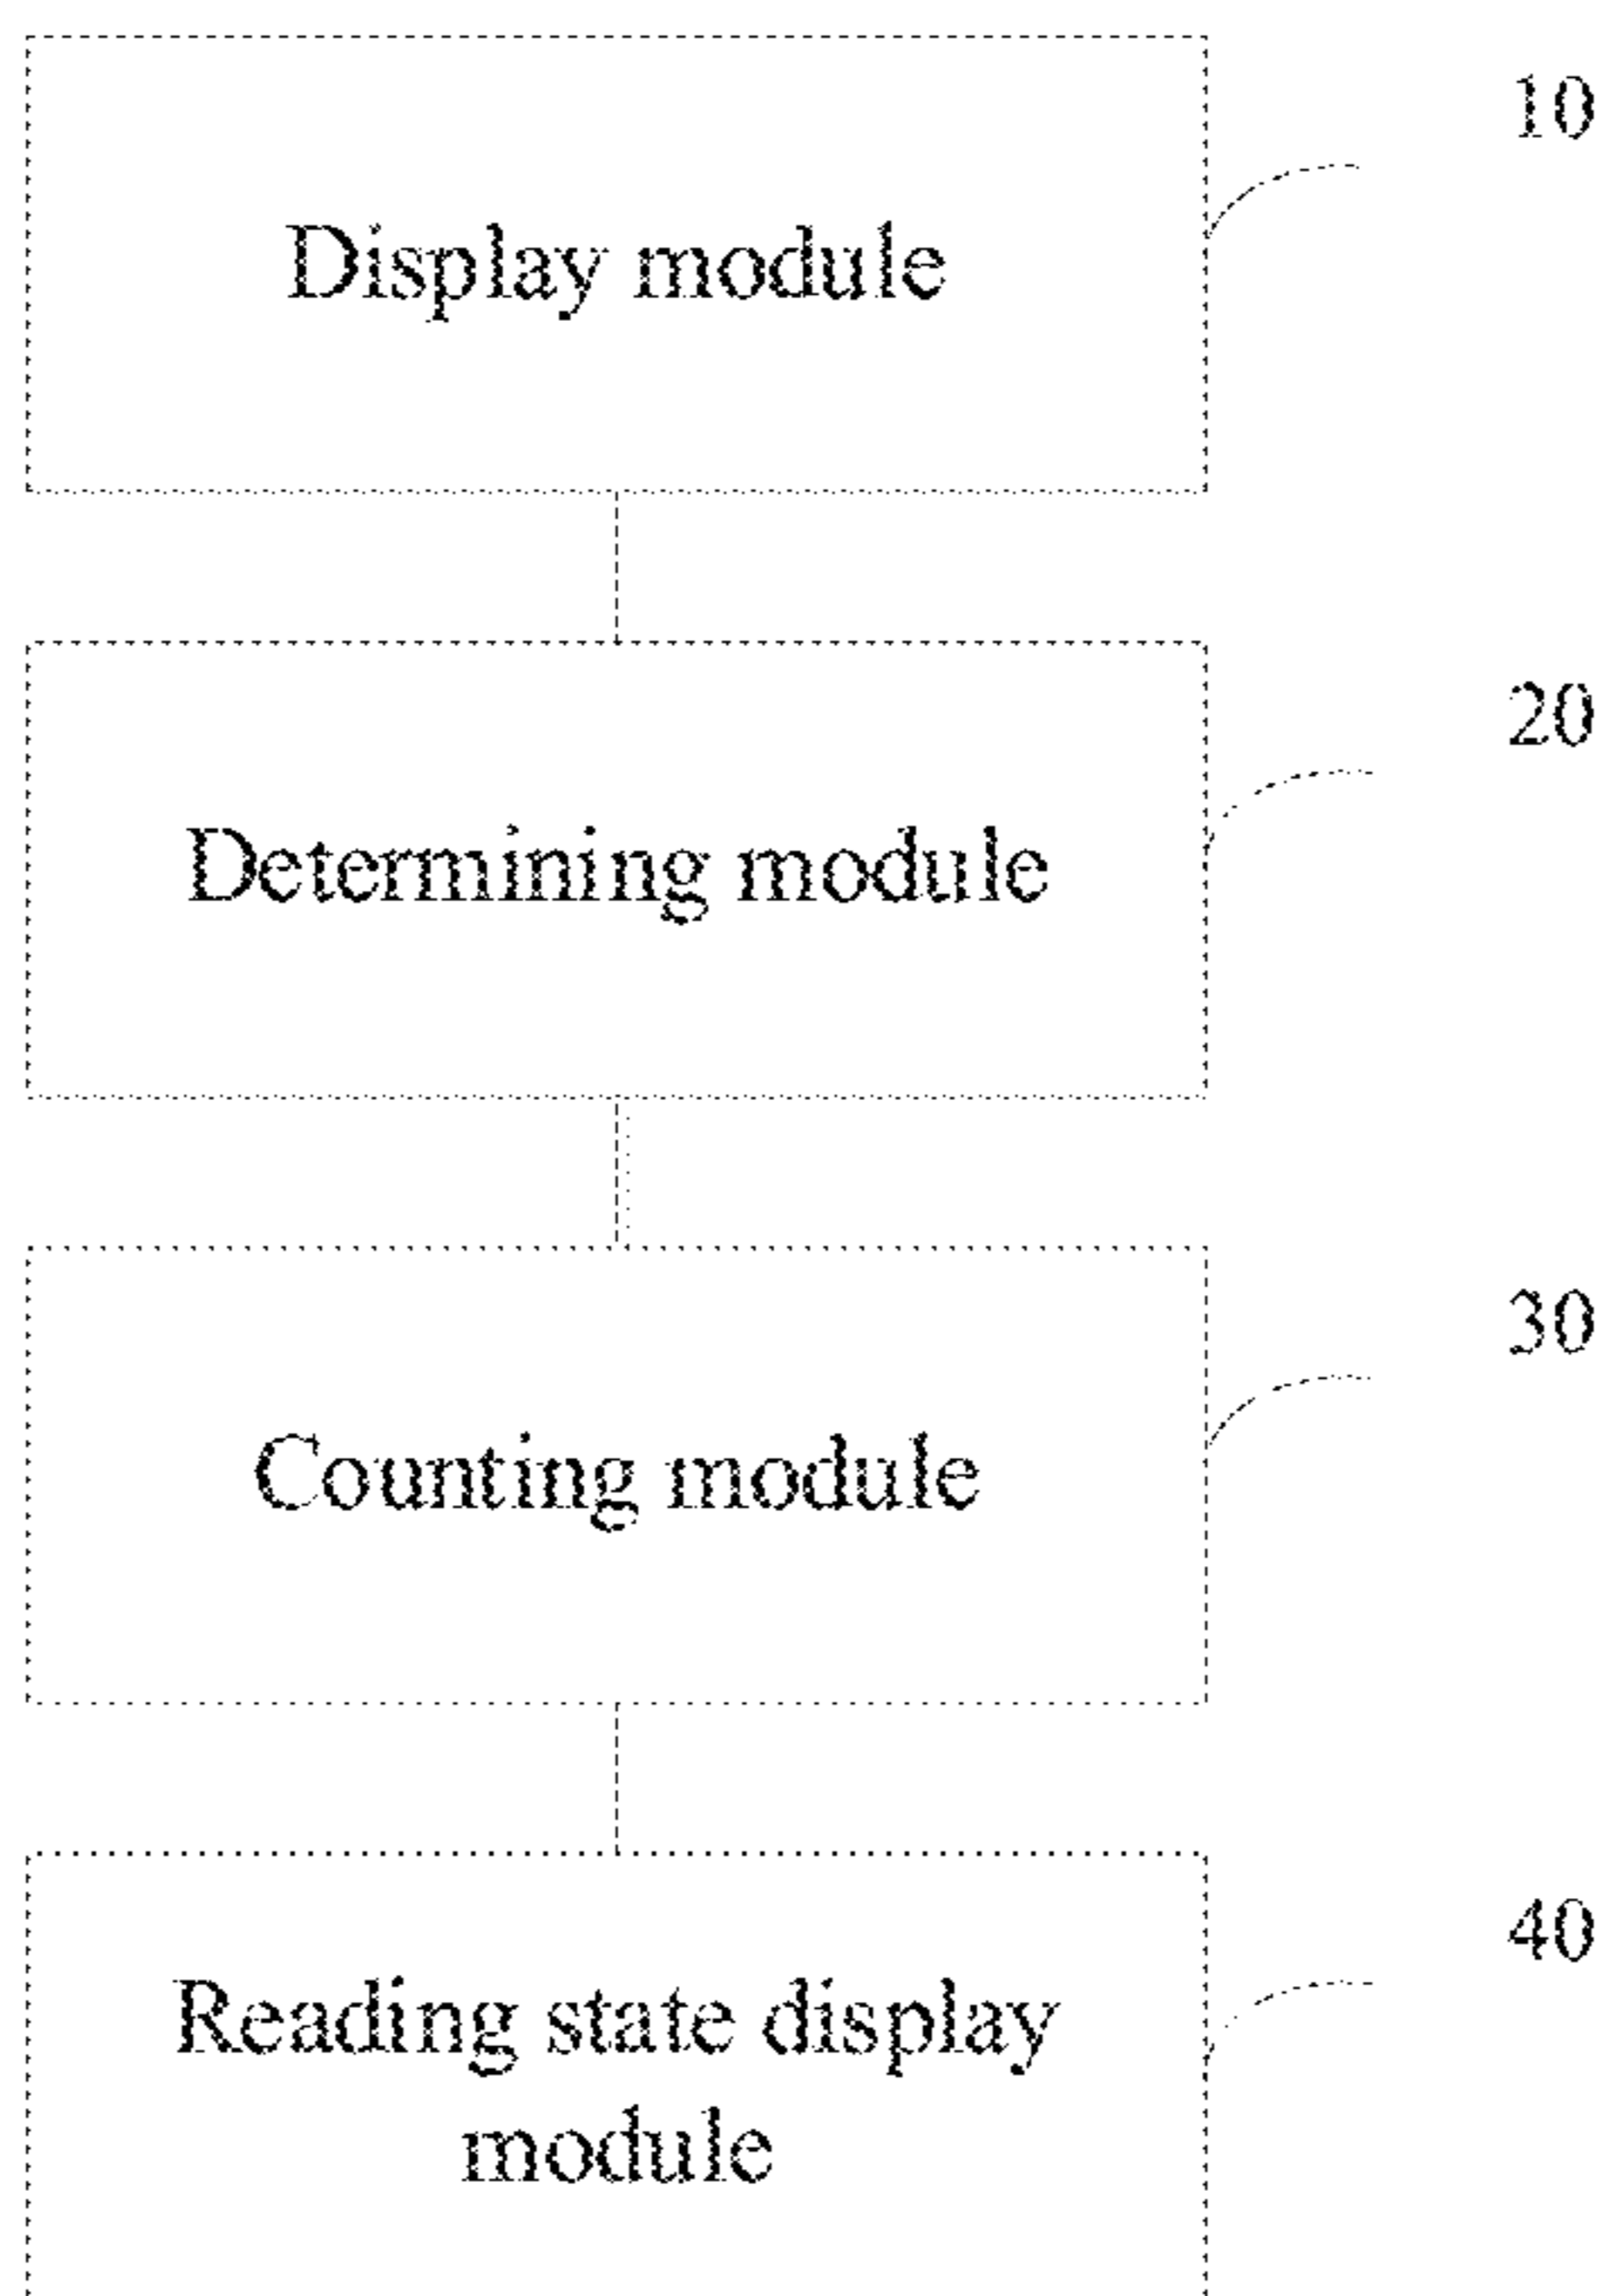 10
Display module
20
Determining module
30
Counting module
40
Reading state display
module